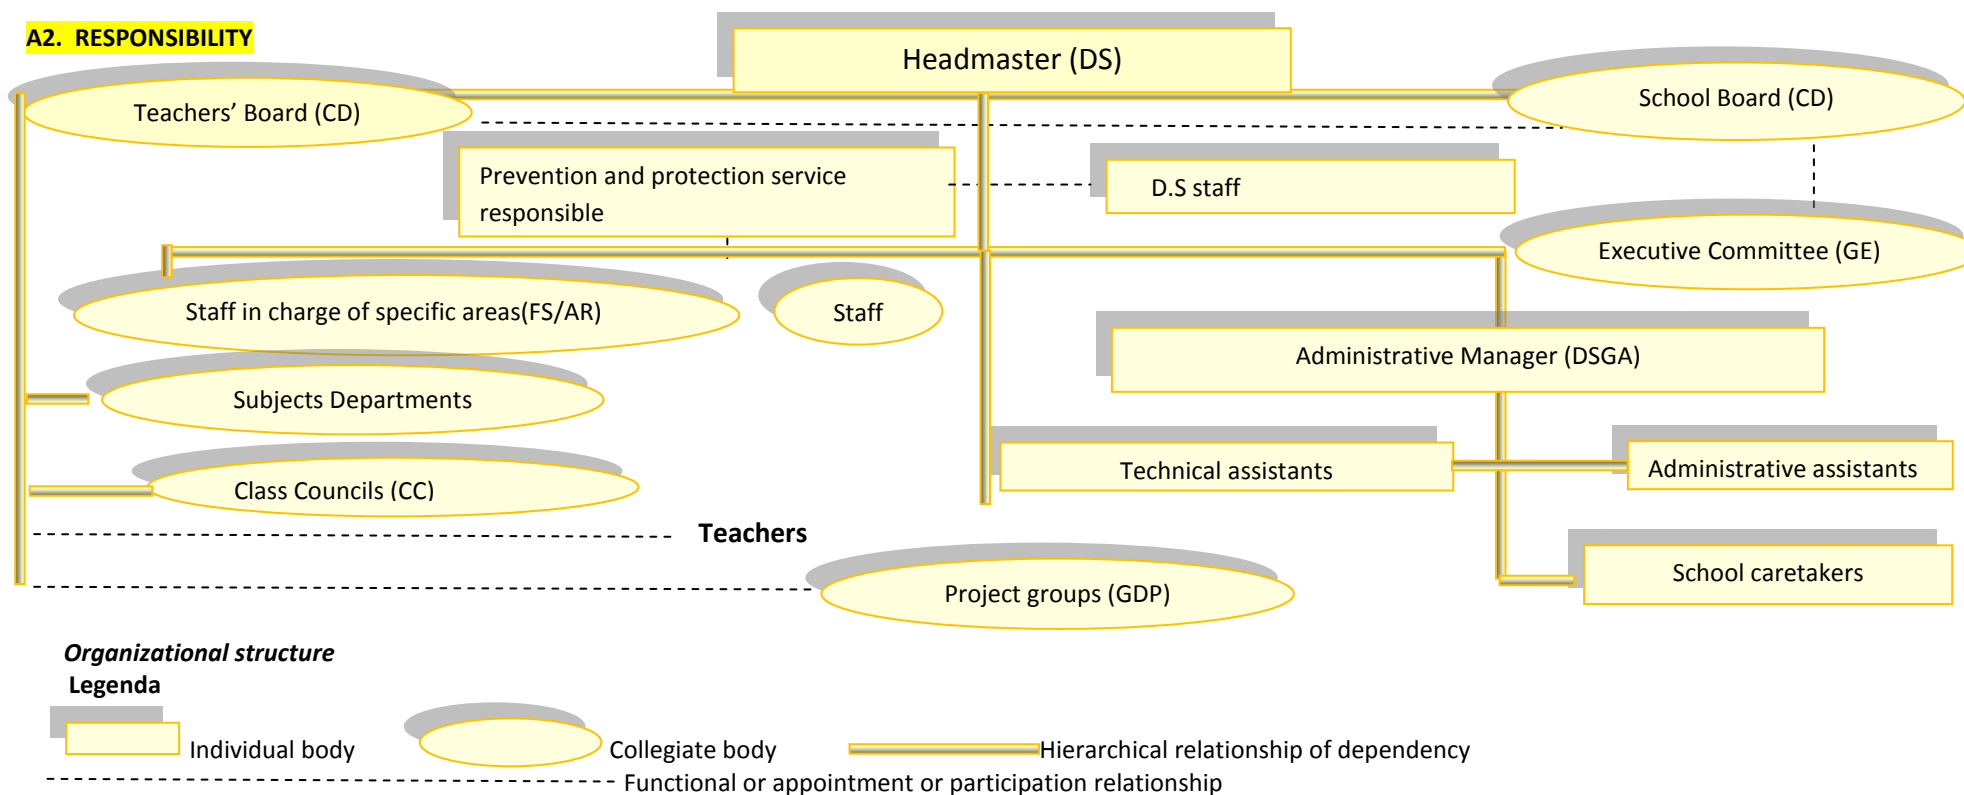 A2. RESPONSIBILITY
Headmaster (DS)
Teachers’ Board (CD)
School Board (CD)
Prevention and protection service
responsible
D.S staff
Executive Committee (GE)
Staff in charge of specific areas(FS/AR)
Staff
Administrative Manager (DSGA)
Subjects Departments
Technical assistants
Administrative assistants
Class Councils (CC)
Teachers
School caretakers
Project groups (GDP)
Organizational structure
Legenda
Individual body
Collegiate body
Hierarchical relationship of dependency
Functional or appointment or participation relationship